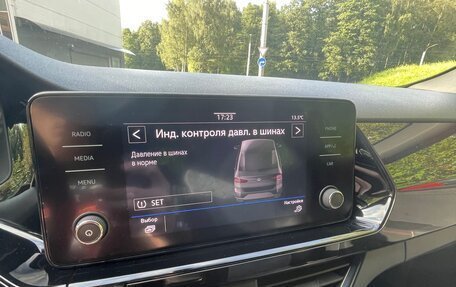 17:23
13.5°C
RADIO
MEDIA
MENU
PHONE
APP
CAR
Инд. контроля давл. в шинах
Давление в шинах
в норме
SET
Выбор
Настройки